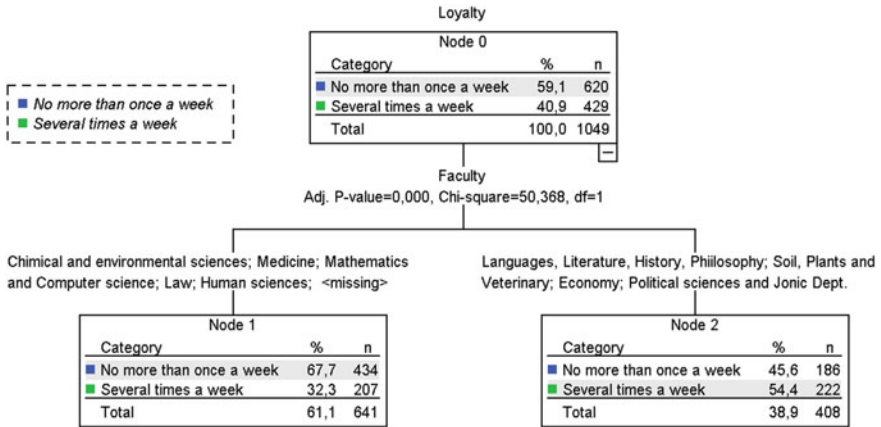 Loyalty
Node 0
Category % n
No more than once a week 59,1 620
Several times a week 40,9 429
Total 100,0 1049
No more than once a week
Several times a week
Faculty
Adj. P-value=0,000, Chi-square=50,368, df=1
Chimical and environmental sciences; Medicine; Mathematics
and Computer science; Law; Human sciences; <missing>
Languages, Literature, History, Phiilosophy; Soil, Plants and
Veterinary; Economy; Political sciences and Jonic Dept.
Node 1
Category % n
No more than once a week 67,7 434
Several times a week 32,3 207
Total 61,1 641
Node 2
Category % n
No more than once a week 45,6 186
Several times a week 54,4 222
Total 38,9 408